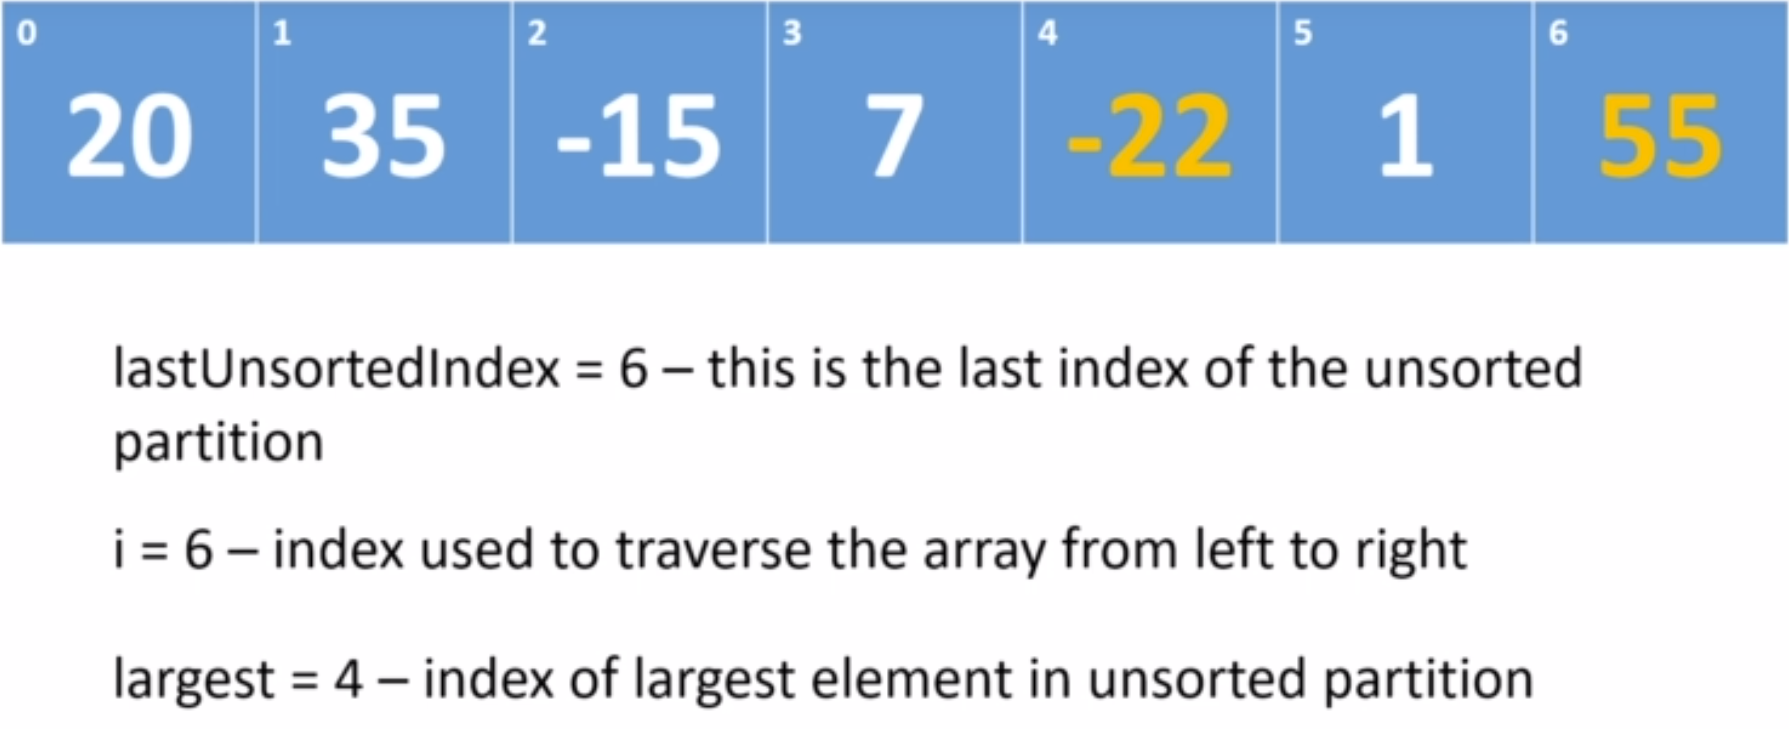 0 1 2 3 4 5 6
20 35 -15 7 -22 1 55
lastUnsortedIndex = 6 – this is the last index of the unsorted
partition
i = 6 – index used to traverse the array from left to right
largest = 4 – index of largest element in unsorted partition